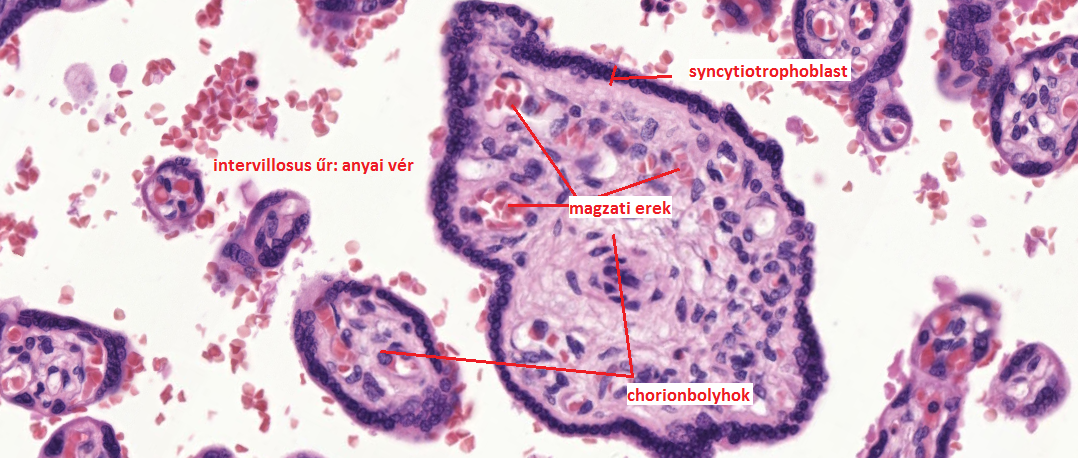 syncytiotrophoblast
intervillosus űr: anyai vér
magzati erek
chorionbolyhok